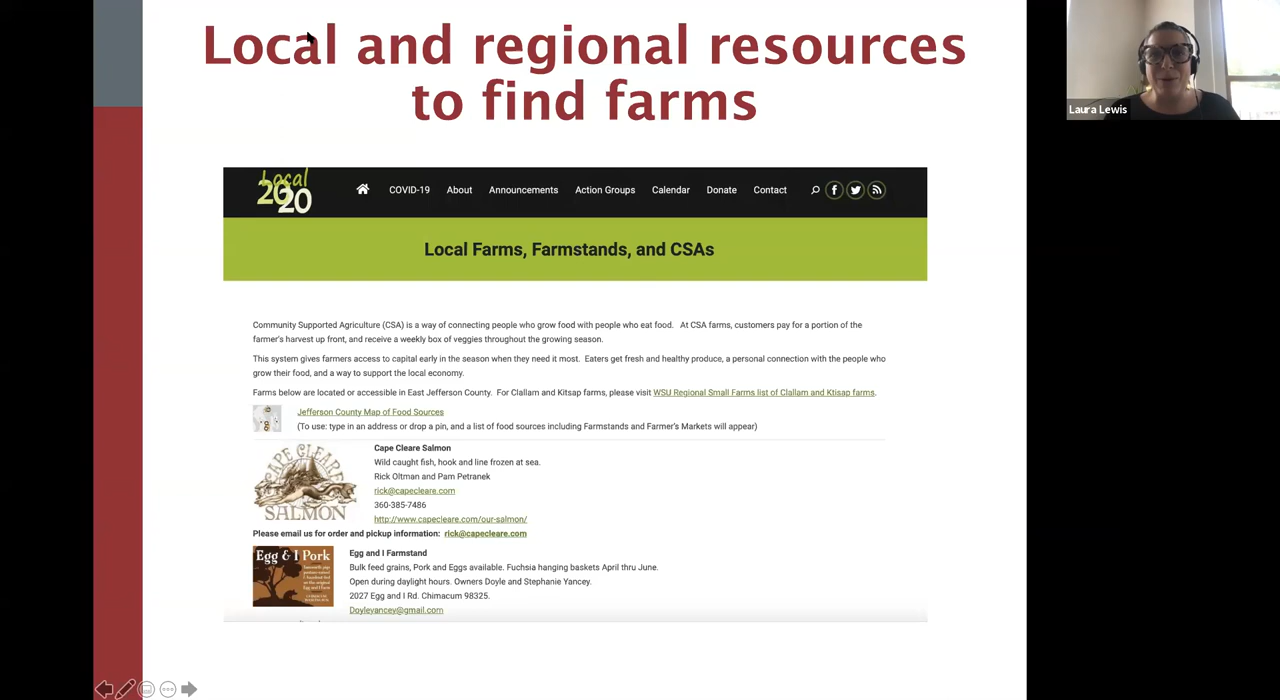 Local and regional resources
to find farms
Laura Lewis
Local
2020
COVID-19 About Announcements Action Groups Calendar Donate Contact
Local Farms, Farmstands, and CSAs
Community Supported Agriculture (CSA) is a way of connecting people who grow food with people who eat food. At CSA farms, customers pay for a portion of the
farmer's harvest up front, and receive a weekly box of veggies throughout the growing season.
This system gives farmers access to capital early in the season when they need it most. Eaters get fresh and healthy produce, a personal connection with the people who
grow their food, and a way to support the local economy.
Farms below are located or accessible in East Jefferson County. For Clallam and Kitsap farms, please visit WSU Regional Small Farms list of Clallam and Ktisap farms.
Jefferson County Map of Food Sources
(To use: type in an address or drop a pin, and a list of food sources including Farmstands and Farmer's Markets will appear)
CAPE CLEARE
SALMON
Cape Cleare Salmon
Wild caught fish, hook and line frozen at sea.
Rick Oltman and Pam Petranek
rick@capecleare.com
360-385-7486
http://www.capecleare.com/our-salmon/
Please email us for order and pickup information: rick@capecleare.com
Egg & I Pork
Egg and I Farmstand
Bulk feed grains, Pork and Eggs available. Fuchsia hanging baskets April thru June.
Open during daylight hours. Owners Doyle and Stephanie Yancey.
2027 Egg and I Rd. Chimacum 98325.
Doyleyancey@gmail.com